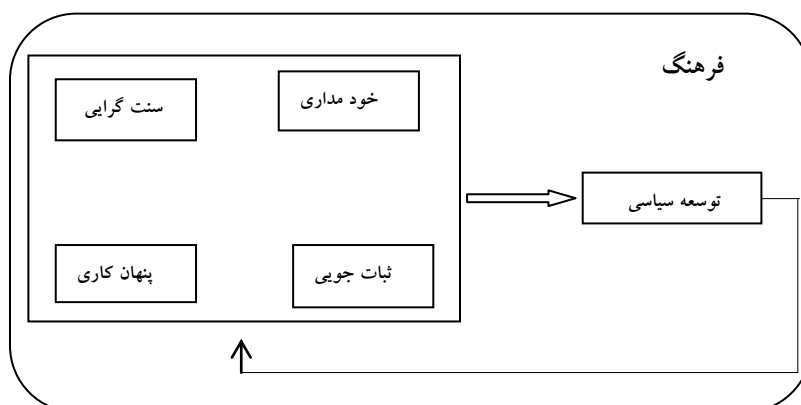 فرهنگ
خود مداری
سنت گرایی
توسعه سیاسی
ثبات جویی
پنهان کاری